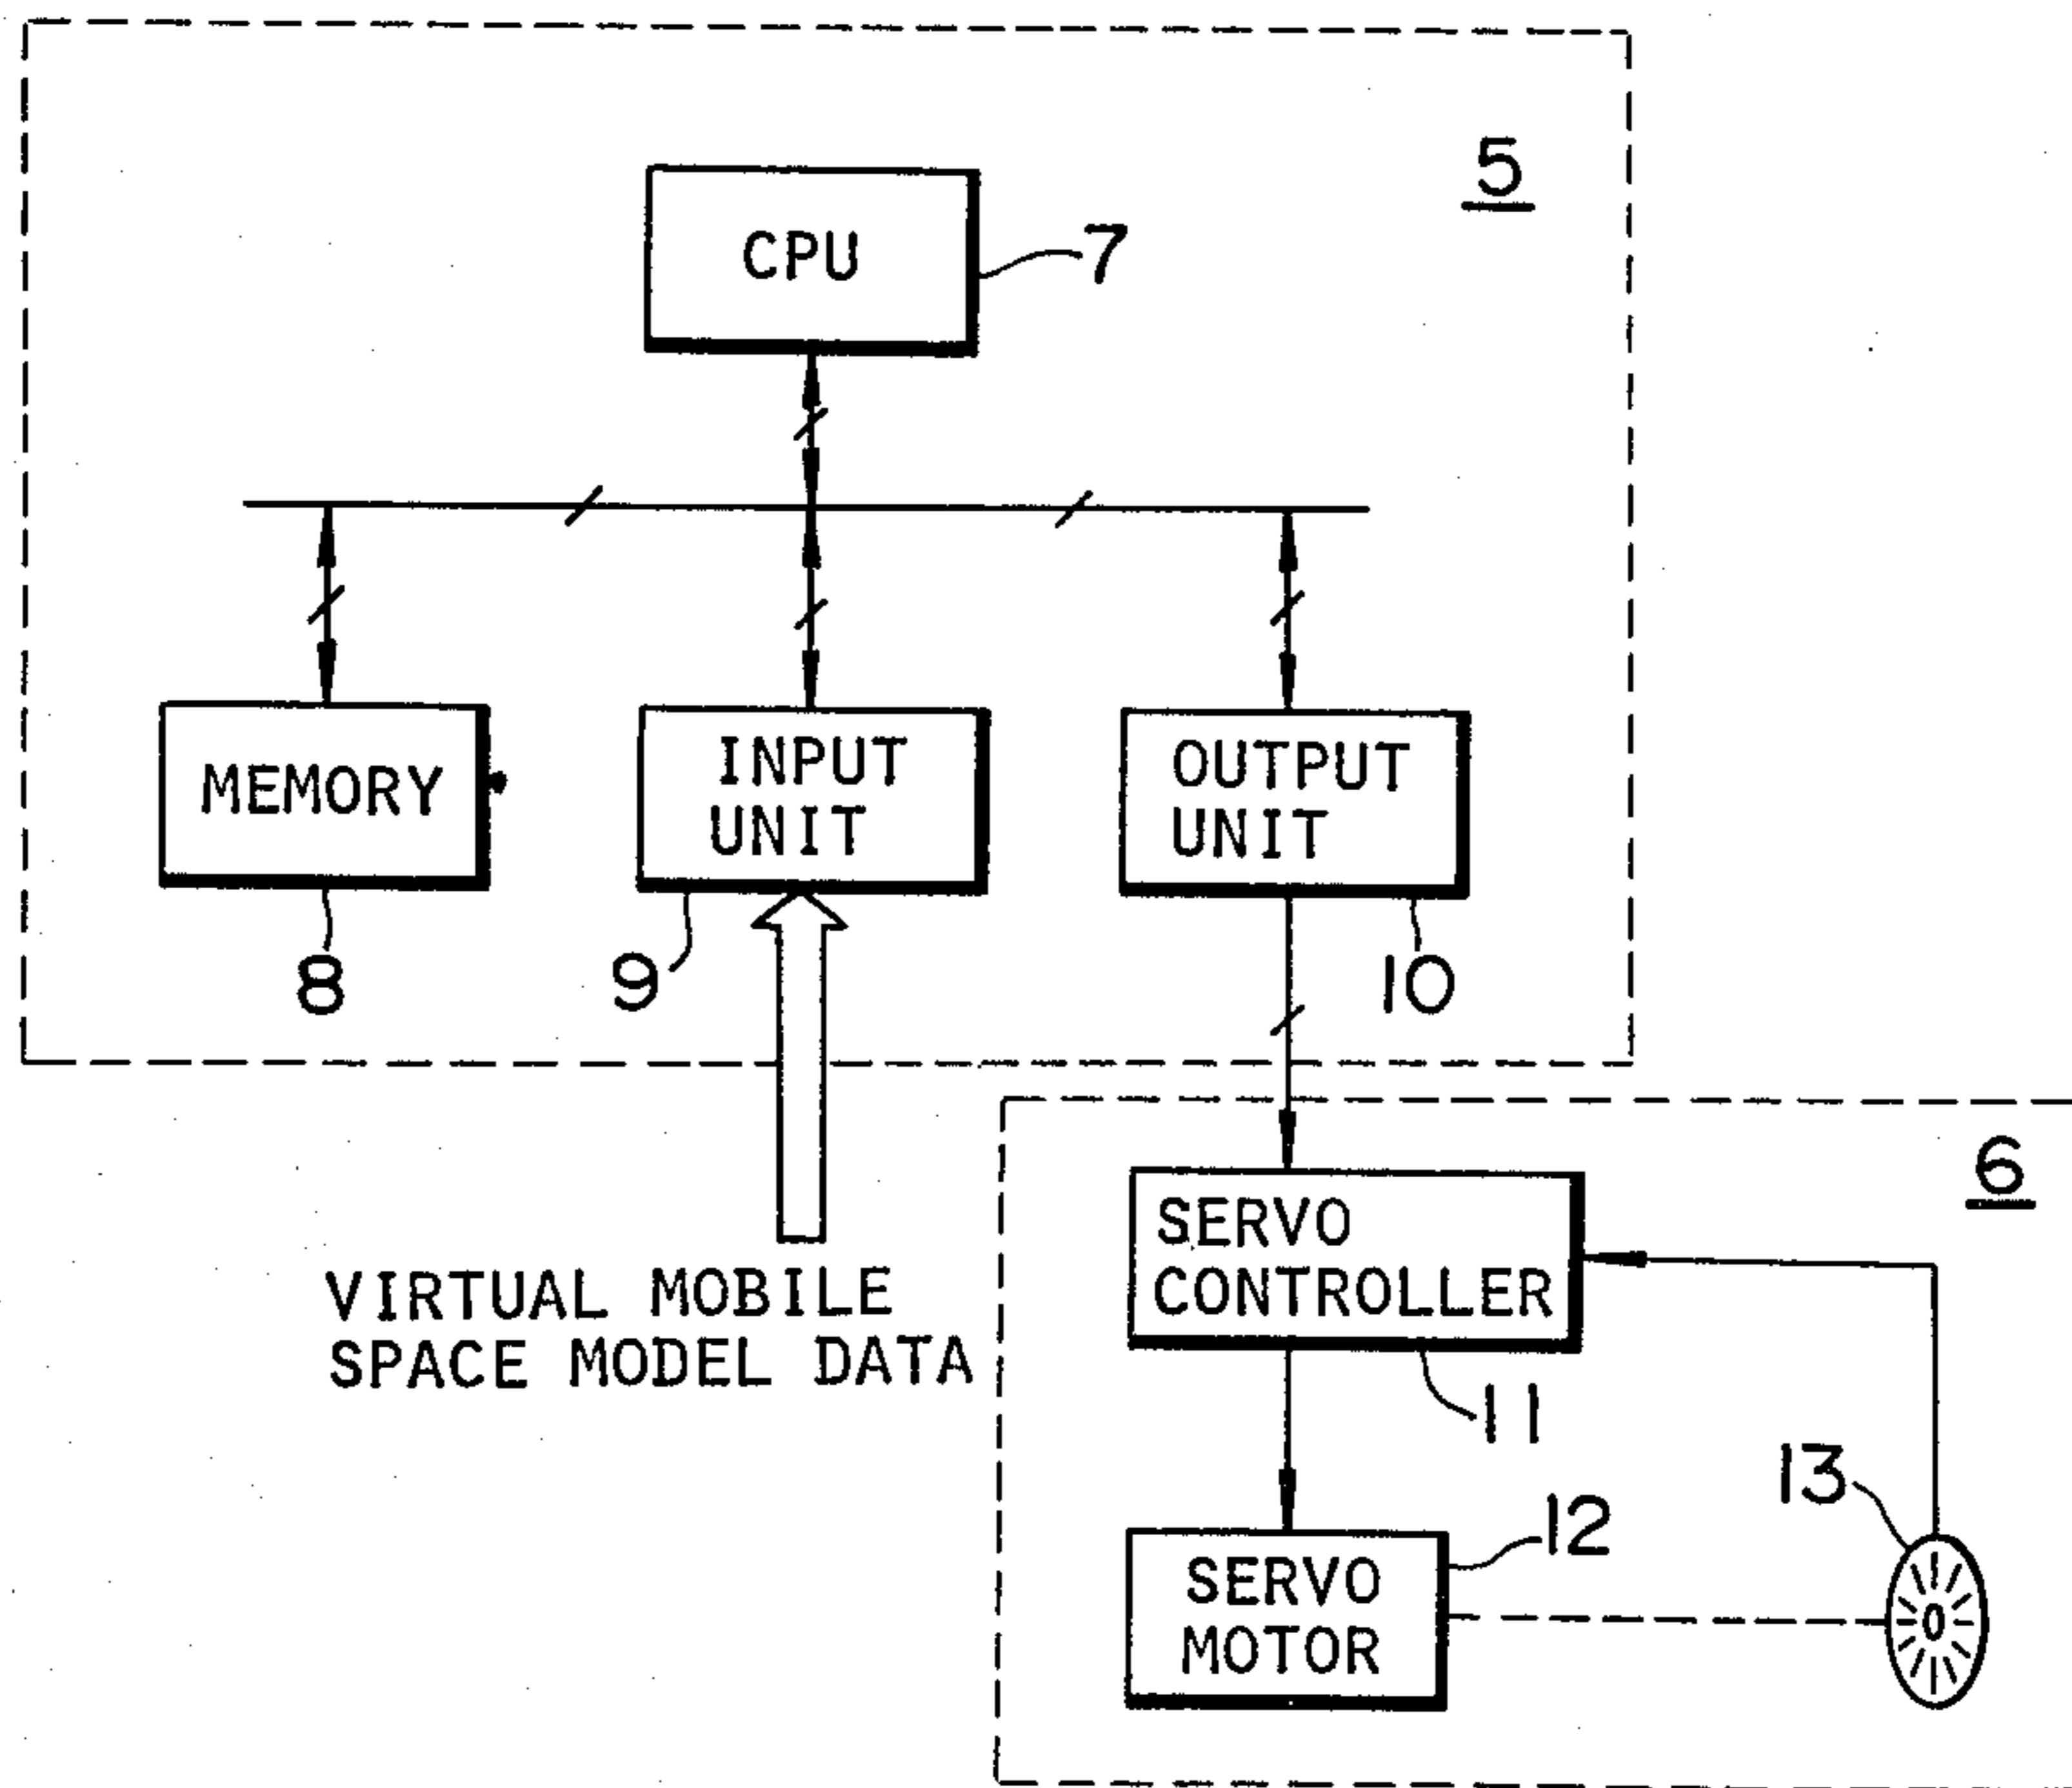 5
CPU
7
MEMORY
INPUT
UNIT
OUTPUT
UNIT
8
9
10
6
SERVO
CONTROLLER
VIRTUAL MOBILE
SPACE MODEL DATA
11
13
12
SERVO
MOTOR